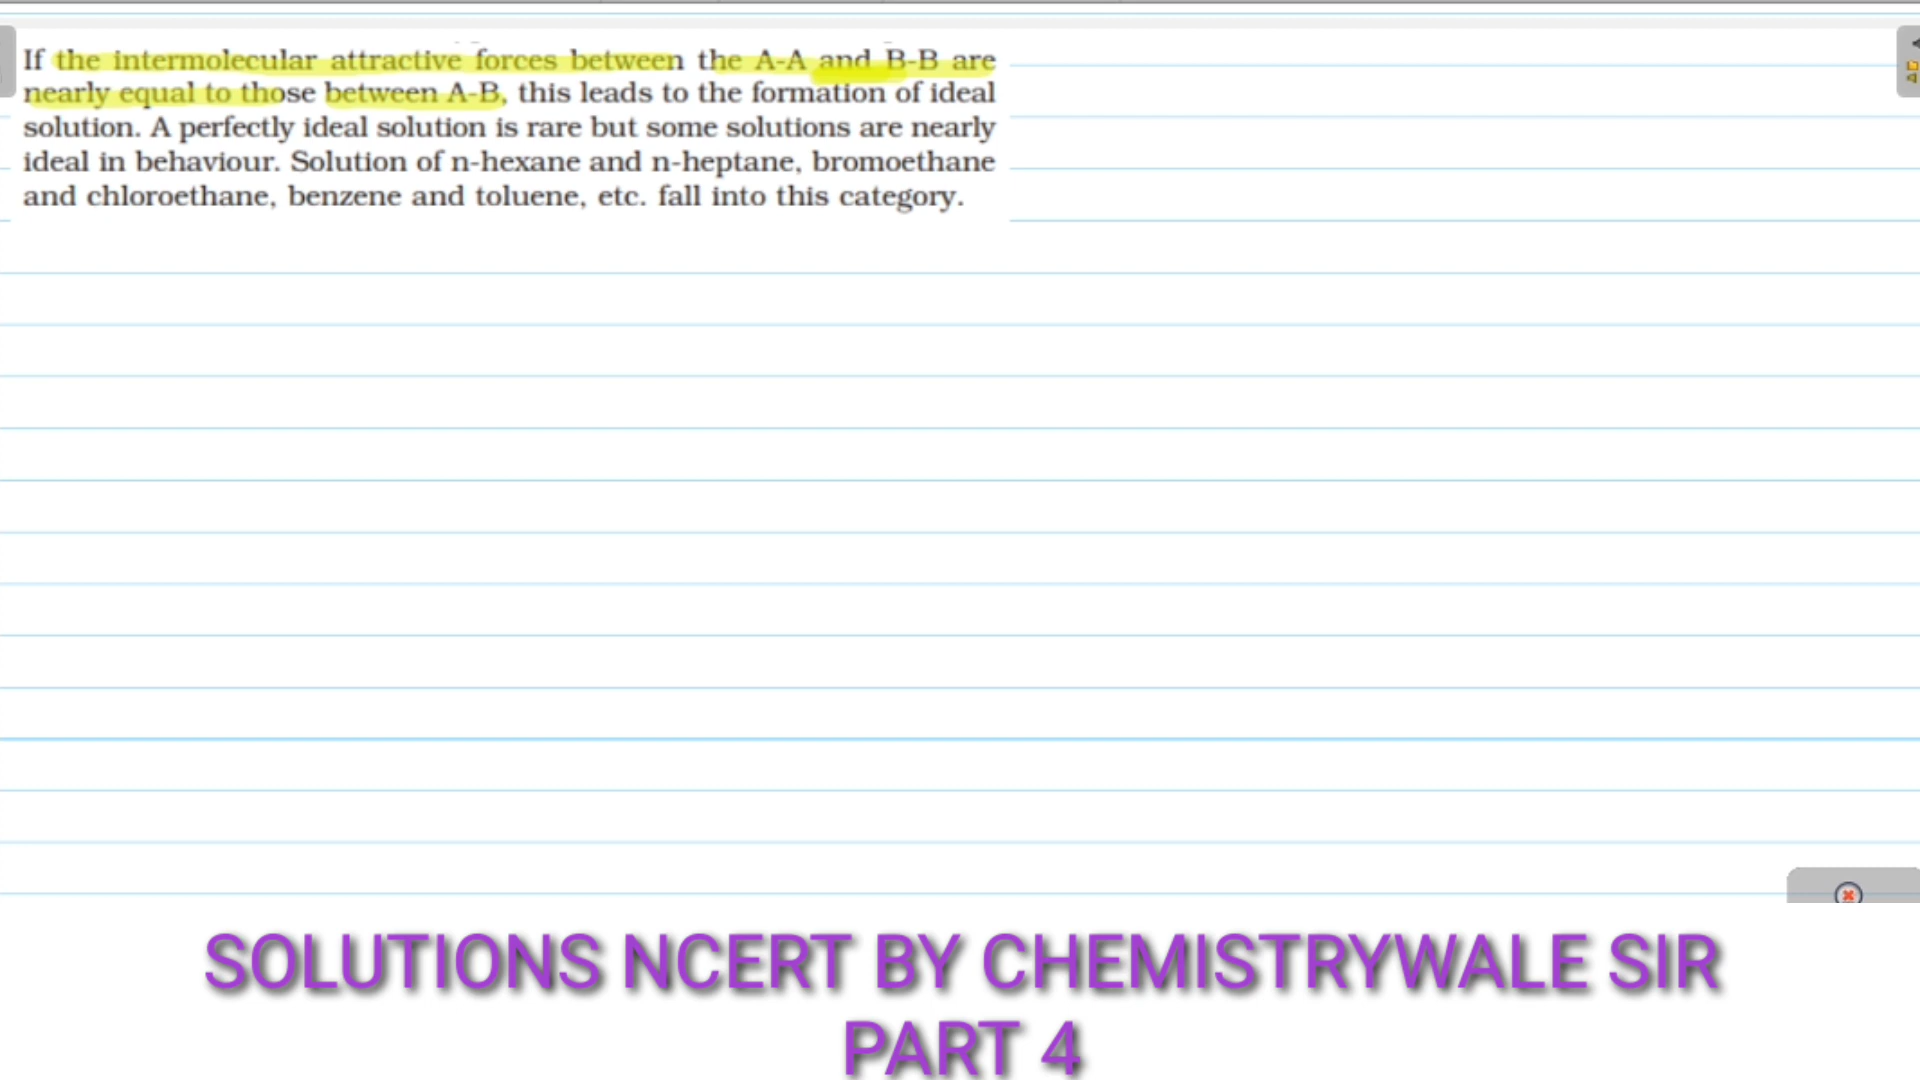 If the intermolecular attractive forces between the A-A and B-B are
nearly equal to those between A-B, this leads to the formation of ideal
solution. A perfectly ideal solution is rare but some solutions are nearly
ideal in behaviour. Solution of n-hexane and n-heptane, bromoethane
and chloroethane, benzene and toluene, etc. fall into this category.
SOLUTIONS NCERT BY CHEMISTRYWALE SIR
PART 4